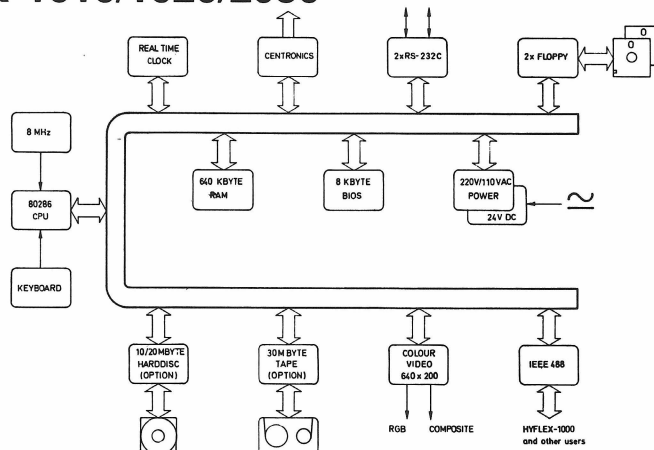 REAL TIME
CLOCK
CENTRONICS
2xRS-232C
2x FLOPPY
8 MHz
640 KBYTE
RAM
8 KBYTE
BIOS
220V/110VAC
POWER
24V DC
80286
CPU
KEYBOARD
10/20MBYTE
HARDDISC
(OPTION)
30MBYTE
TAPE
(OPTION)
COLOUR
VIDEO
640 x 200
IEEE 488
RGB
COMPOSITE
HYFLEX-1000
and other users